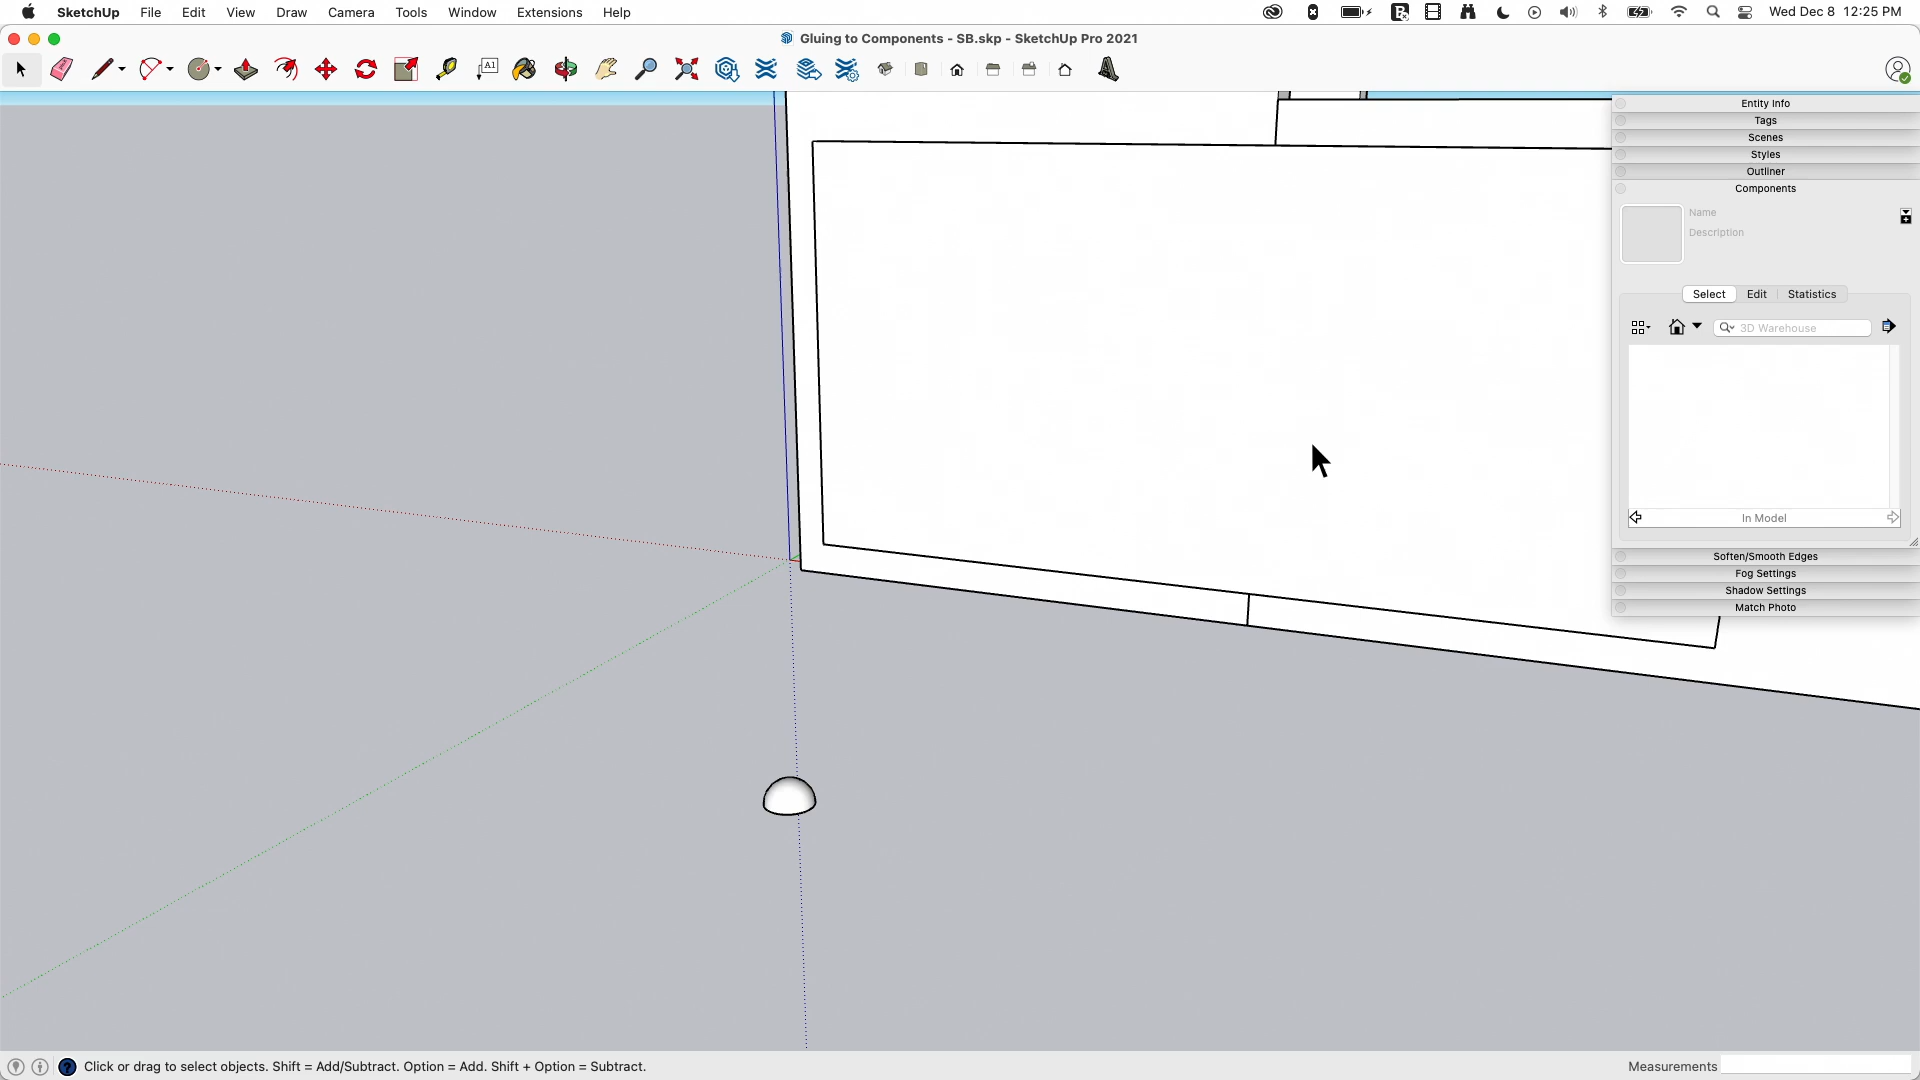 SketchUp File Edit View Draw Camera Tools Window Extensions Help Wed Dec 8 12:25 PM
Gluing to Components - SB.skp - SketchUp Pro 2021
A1
Entity Info
Tags
Scenes
Styles
Outliner
Components
Name
Description
Select Edit Statistics
3D Warehouse
In Model
Soften/Smooth Edges
Fog Settings
Shadow Settings
Match Photo
Click or drag to select objects. Shift = Add/Subtract. Option = Add. Shift + Option = Subtract.
Measurements